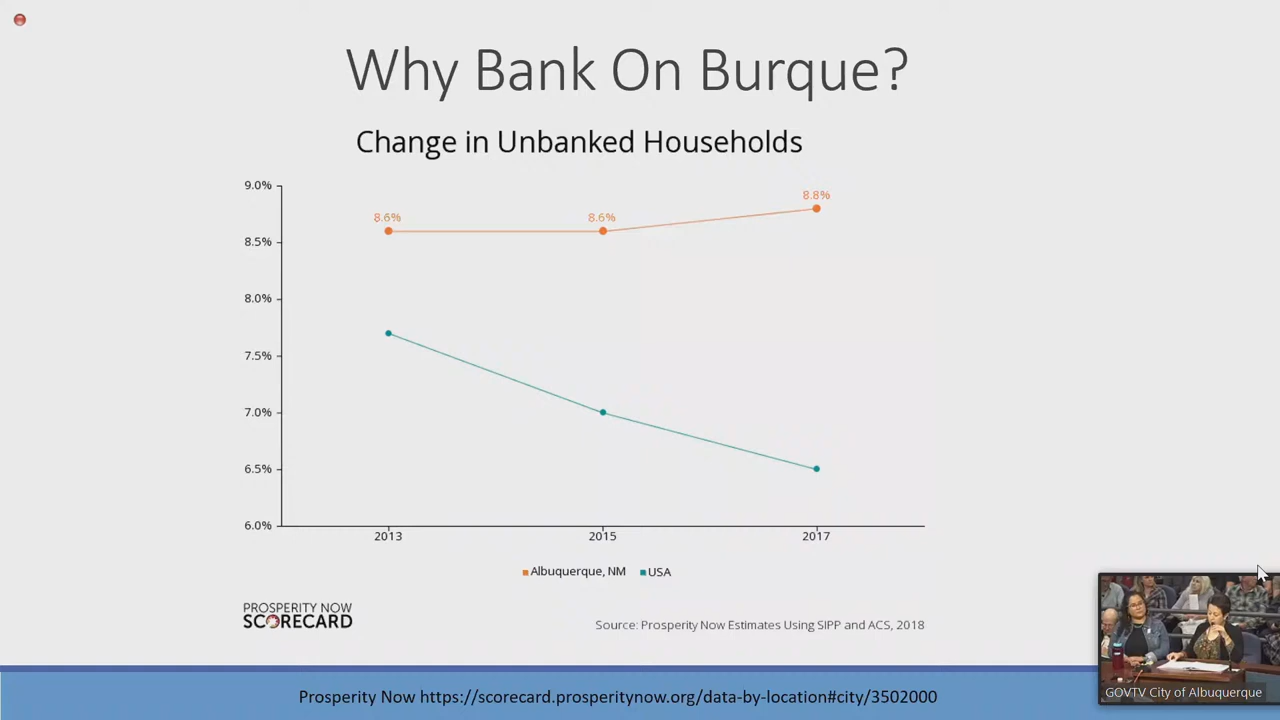 Why Bank On Burque?
Change in Unbanked Households
9.0%
8.5%
8.0%
7.5%
7.0%
6.5%
6.0%
8.6%
8.6%
8.8%
2013
2015
2017
Albuquerque, NM
USA
PROSPERITY NOW
SCORECARD
Source: Prosperity Now Estimates Using SIPP and ACS, 2018
GOVTV City of Albuquerque
Prosperity Now https://scorecard.prosperitynow.org/data-by-location#city/3502000